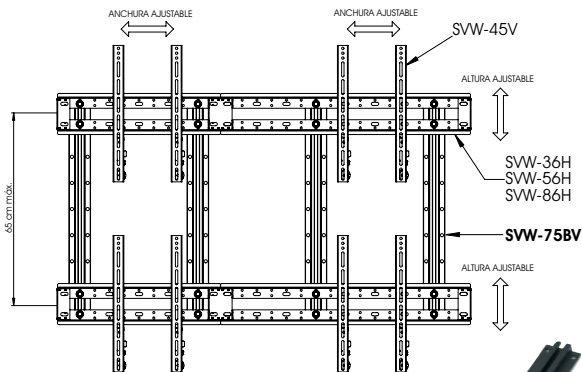 ANCHURA AJUSTABLE
ANCHURA AJUSTABLE
SVW-45V
ALTURA AJUSTABLE
SVW-36H
SVW-56H
SVW-86H
65 cm máx.
SVW-75BV
ALTURA AJUSTABLE